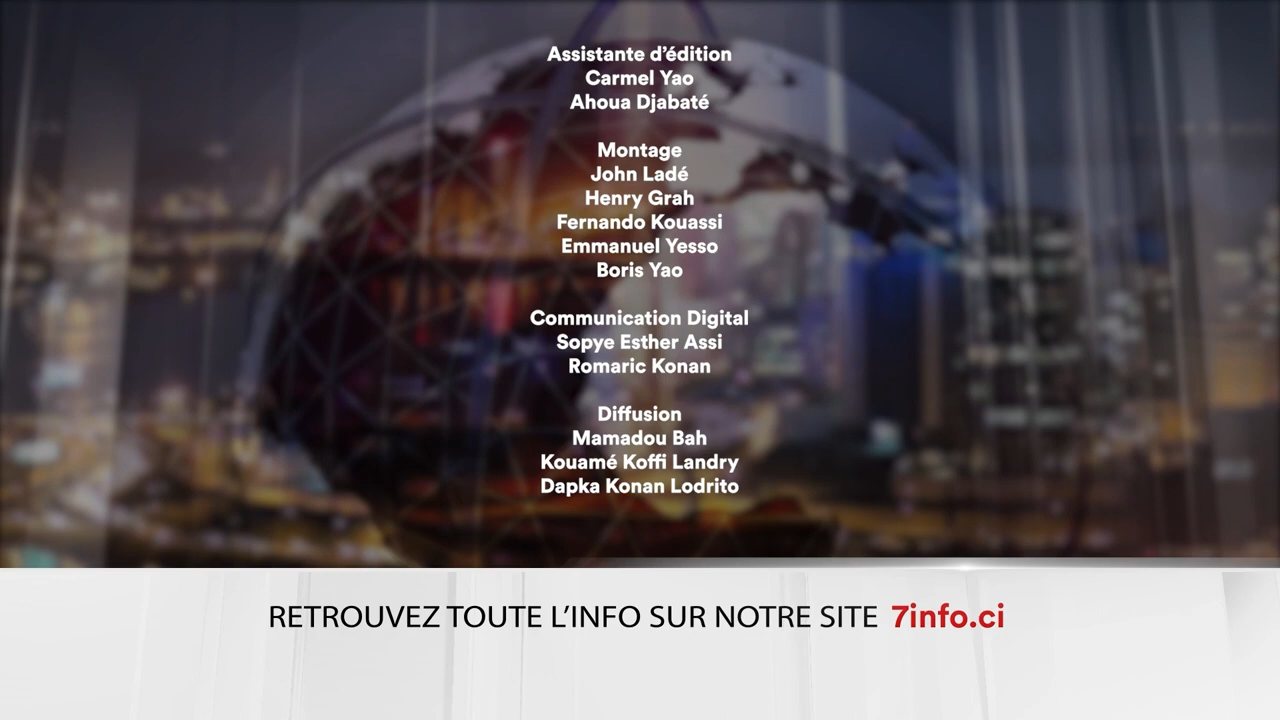 Assistante d’édition
Carmel Yao
Ahoua Djabaté
Montage
John Ladé
Henry Grah
Fernando Kouassi
Emmanuel Yesso
Boris Yao
Communication Digital
Sopye Esther Assi
Romaric Konan
Diffusion
Mamadou Bah
Kouamé Koffi Landry
Dapka Konan Lodrito
RETROUVEZ TOUTE L’INFO SUR NOTRE SITE 7info.ci